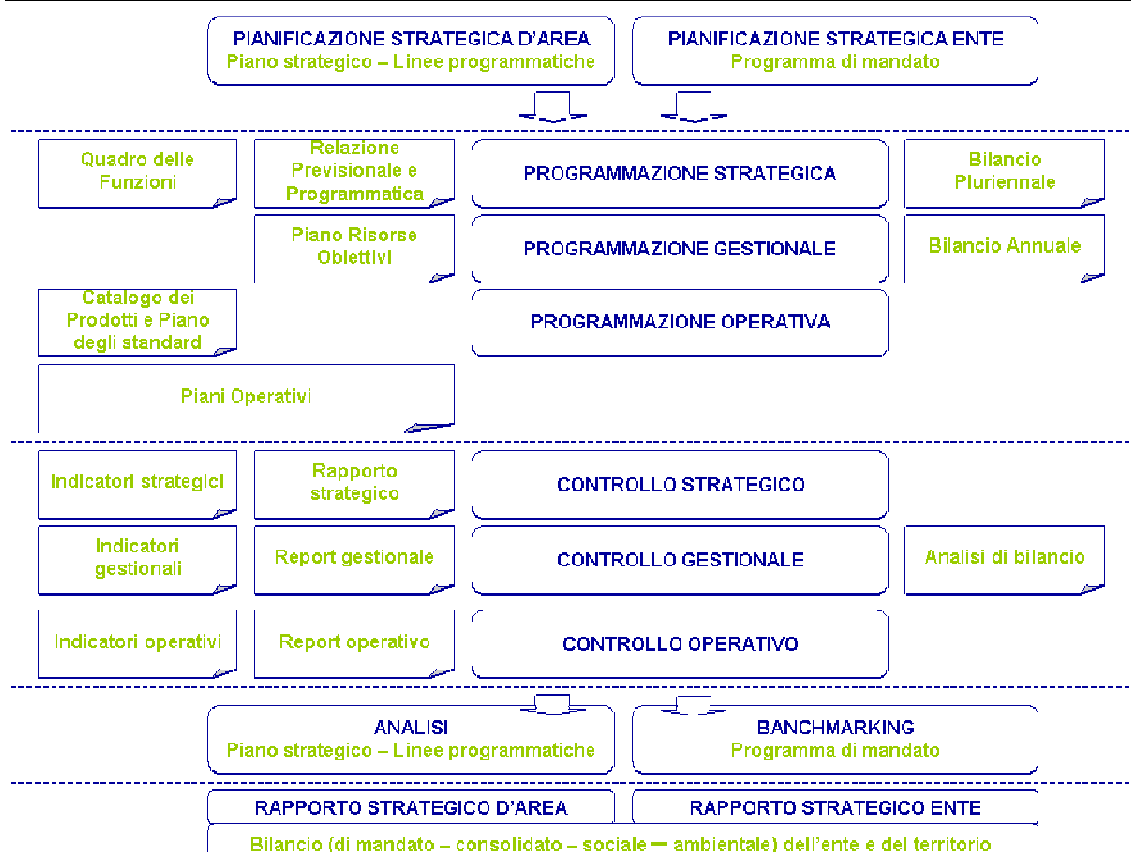 PIANIFICAZIONE STRATEGICA D'AREA
Piano strategico – Linee programmatiche
PIANIFICAZIONE STRATEGICA ENTE
Programma di mandato
Quadro delle
Funzioni
Relazione
Previsionale e
Programmatica
PROGRAMMAZIONE STRATEGICA
Bilancio
Pluriennale
Piano Risorse
Obiettivi
PROGRAMMAZIONE GESTIONALE
Bilancio Annuale
Catalogo dei
Prodotti e Piano
degli standard
PROGRAMMAZIONE OPERATIVA
Piani Operativi
Indicatori strategici
Rapporto
strategico
CONTROLLO STRATEGICO
Indicatori
gestionali
Report gestionale
CONTROLLO GESTIONALE
Analisi di bilancio
Indicatori operativi
Report operativo
CONTROLLO OPERATIVO
ANALISI
Piano strategico – Linee programmatiche
BANCHMARKING
Programma di mandato
RAPPORTO STRATEGICO D'AREA
RAPPORTO STRATEGICO ENTE
Bilancio (di mandato – consolidato – sociale – ambientale) dell'ente e del territorio